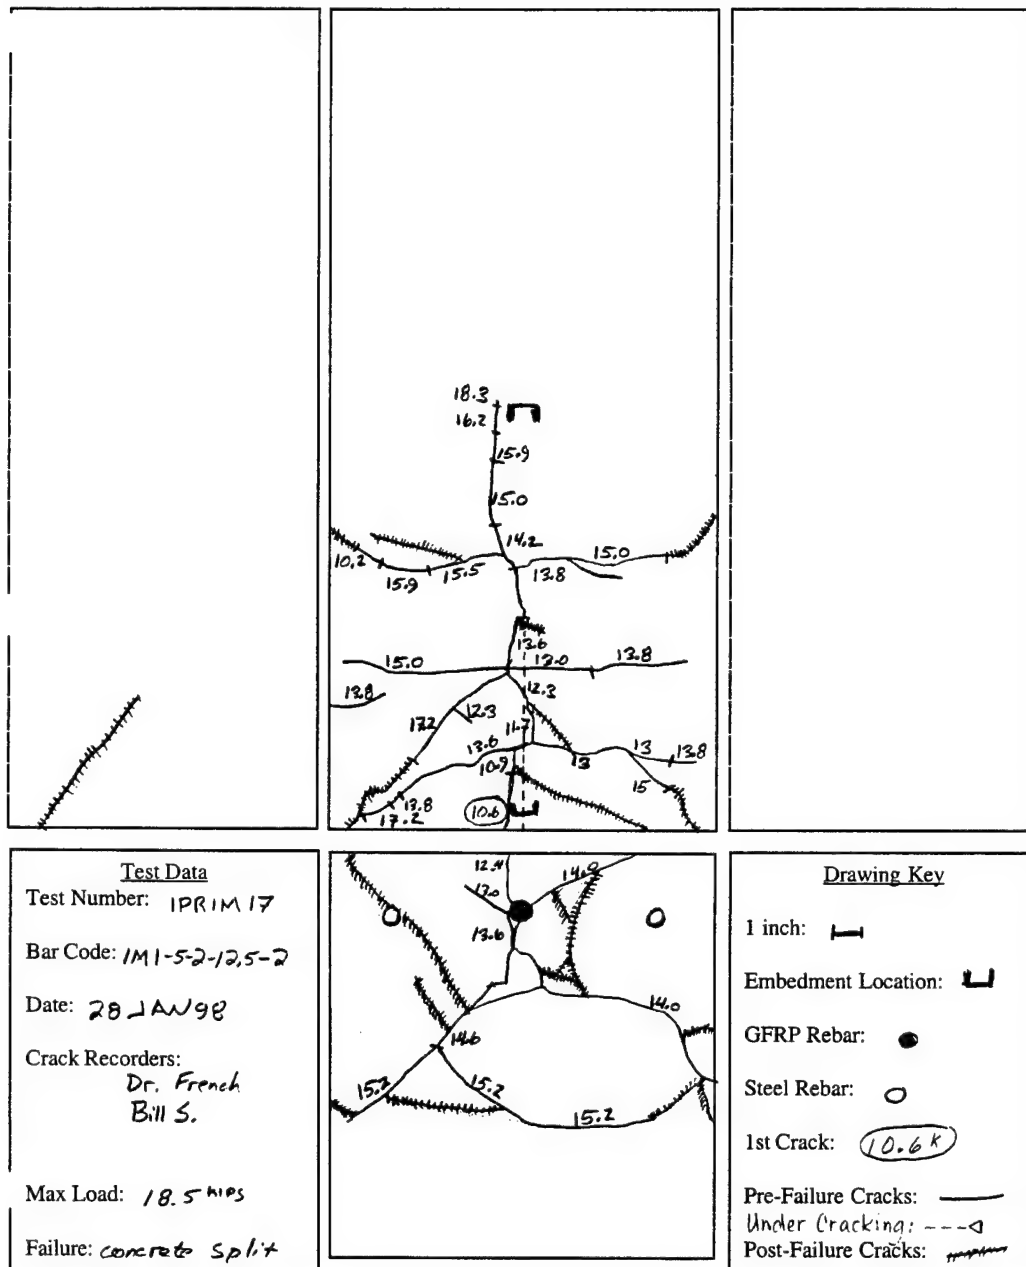 18.3
16.2
15.9
15.0
14.2
10.2
15.9
15.5
13.8
15.0
13.6
15.0
13.0
13.8
13.8
12.3
12.3
17.2
11.7
13.6
13
13
13.8
10.9
15
13.8
17.2
10.6
Test Data
Test Number: IPRIM17
Bar Code: IM1-5-2-12.5-2
Date: 28JAN98
Crack Recorders:
Dr. French
Bill S.
Max Load: 18.5 kips
Failure: concrete split
12.4
14.0
13.0
13.6
14.0
14.6
15.2
15.2
15.2
Drawing Key
1 inch:
Embedment Location:
GFRP Rebar:
Steel Rebar:
1st Crack: 10.6 K
Pre-Failure Cracks:
Under Cracking:
Post-Failure Cracks: